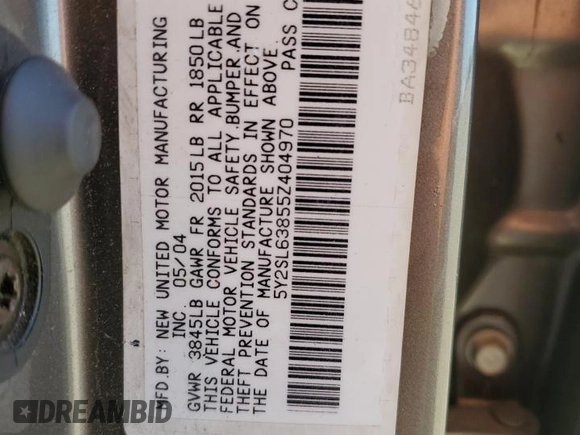 MFD.BY: NEW UNITED MOTOR MANUFACTURING
INC. 05/04
GVWR 3845LB GAWR FR 2015LB RR 1850LB
THIS VEHICLE CONFORMS TO ALL APPLICABLE
FEDERAL MOTOR VEHICLE SAFETY.BUMPER,AND
THEFT PREVENTION STANDARDS IN EFFECT ON
THE DATE OF MANUFACTURE SHOWN ABOVE.
5Y2SL63855Z404970 PASS C
BA34846
DREAMBID